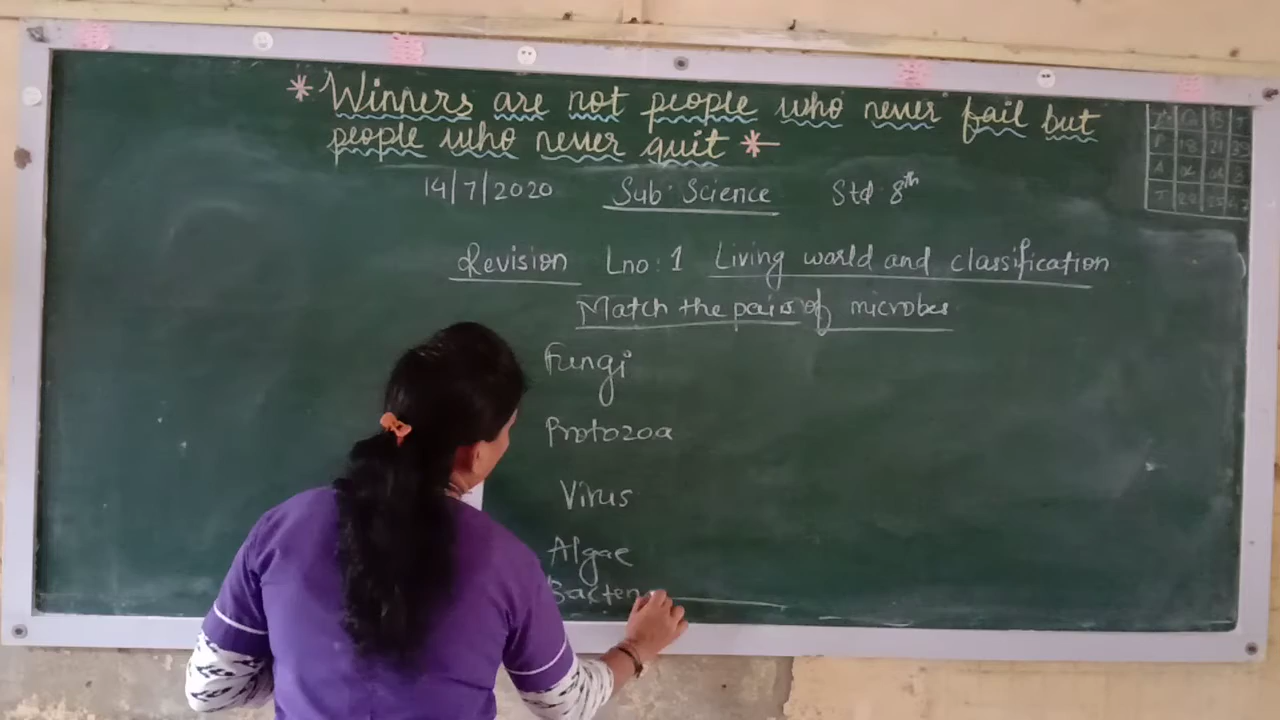 * Winners are not people who never fail but
people who never quit *
14/7/2020 Sub: Science Std 8th
Revision Lno: 1 Living world and classification
Match the pairs of microbes
Fungi
Protozoa
Virus
Algae
Bacteri